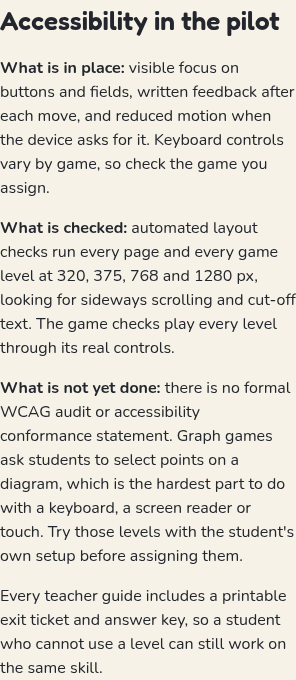 Accessibility in the pilot
What is in place: visible focus on
buttons and fields, written feedback after
each move, and reduced motion when
the device asks for it. Keyboard controls
vary by game, so check the game you
assign.
What is checked: automated layout
checks run every page and every game
level at 320, 375, 768 and 1280 px,
looking for sideways scrolling and cut-off
text. The game checks play every level
through its real controls.
What is not yet done: there is no formal
WCAG audit or accessibility
conformance statement. Graph games
ask students to select points on a
diagram, which is the hardest part to do
with a keyboard, a screen reader or
touch. Try those levels with the student's
own setup before assigning them.
Every teacher guide includes a printable
exit ticket and answer key, so a student
who cannot use a level can still work on
the same skill.